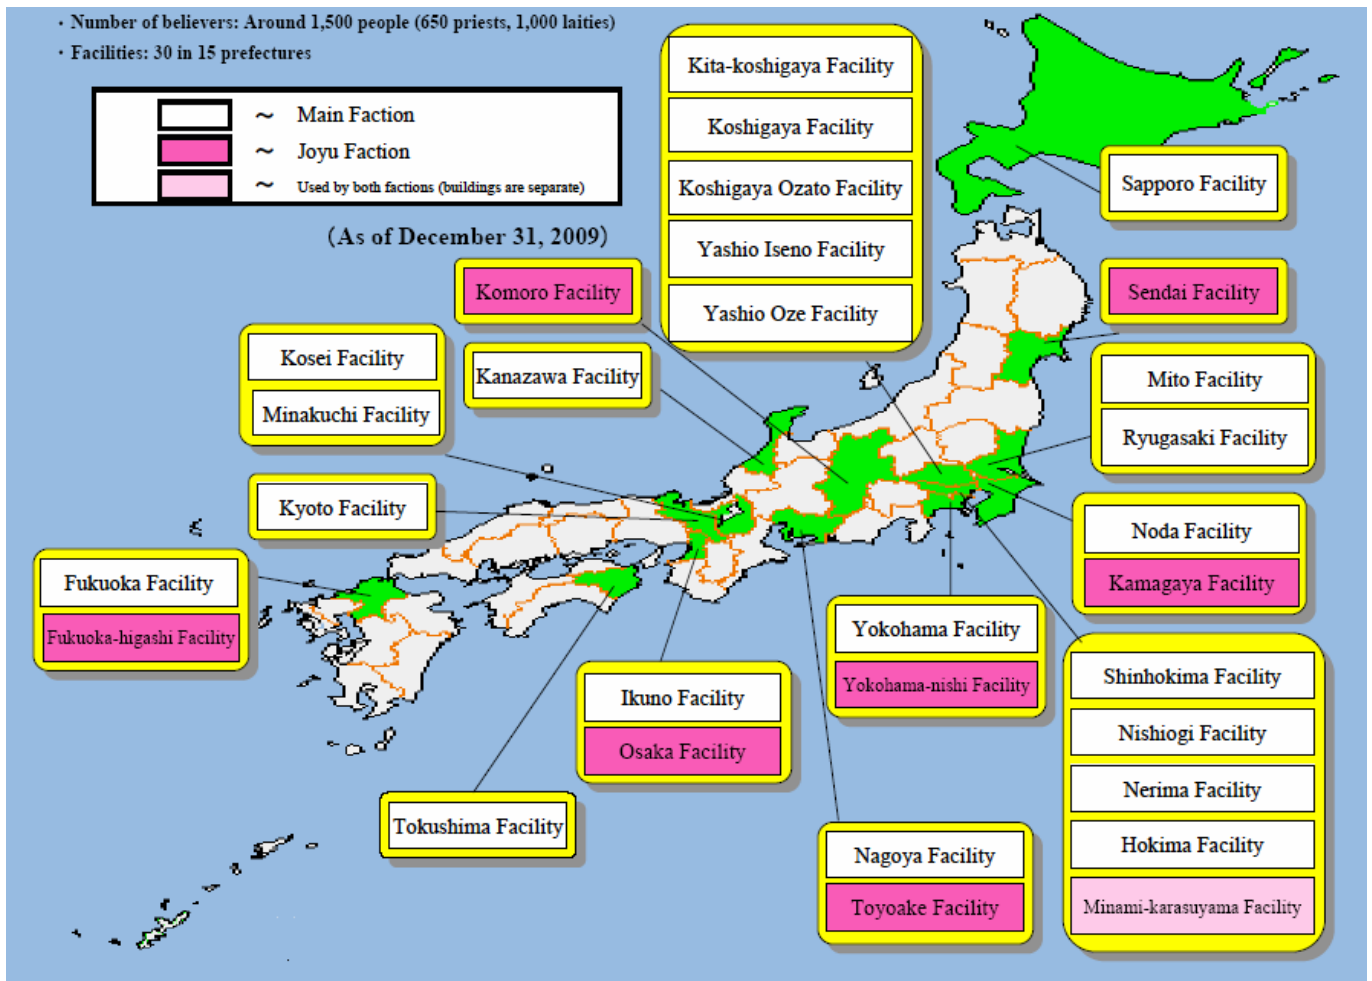 ・Number of believers: Around 1,500 people (650 priests, 1,000 laities)
・Facilities: 30 in 15 prefectures
~ Main Faction
~ Joyu Faction
~ Used by both factions (buildings are separate)
(As of December 31, 2009)
Kita-koshigaya Facility
Koshigaya Facility
Koshigaya Ozato Facility
Yashio Iseno Facility
Yashio Oze Facility
Sapporo Facility
Komoro Facility
Sendai Facility
Kosei Facility
Minakuchi Facility
Kanazawa Facility
Mito Facility
Ryugasaki Facility
Kyoto Facility
Noda Facility
Kamagaya Facility
Fukuoka Facility
Fukuoka-higashi Facility
Yokohama Facility
Yokohama-nishi Facility
Ikuno Facility
Osaka Facility
Shinhokima Facility
Nishiogi Facility
Nerima Facility
Hokima Facility
Minami-karasuyama Facility
Tokushima Facility
Nagoya Facility
Toyoake Facility